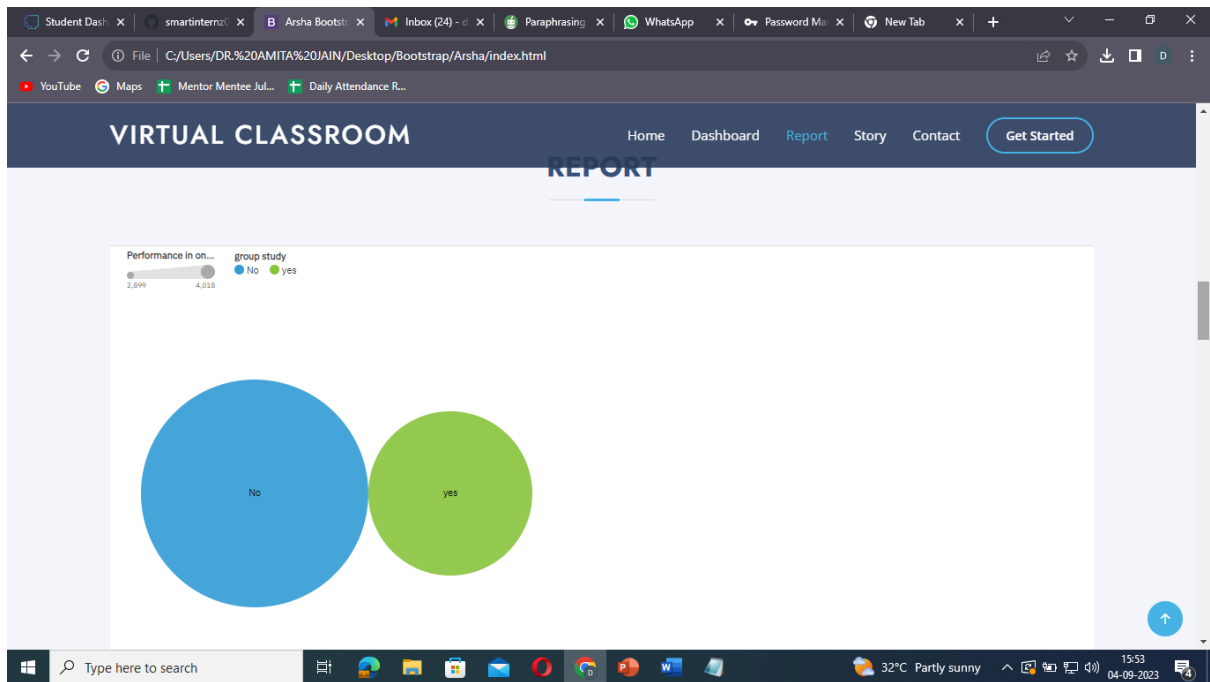 Student Dash
smartinternz0
B Arsha Bootstr
Inbox (24) - d
Paraphrasing
WhatsApp
Password Ma
New Tab
File | C:/Users/DR.%20AMITA%20JAIN/Desktop/Bootstrap/Arsha/index.html
D
YouTube
Maps
Mentor Mentee Jul...
Daily Attendance R...
VIRTUAL CLASSROOM
Home
Dashboard
Report
Story
Contact
Get Started
REPORT
Performance in on...
2,899 4,018
group study
No yes
No
yes
Type here to search
32°C Partly sunny
15:53
04-09-2023
4